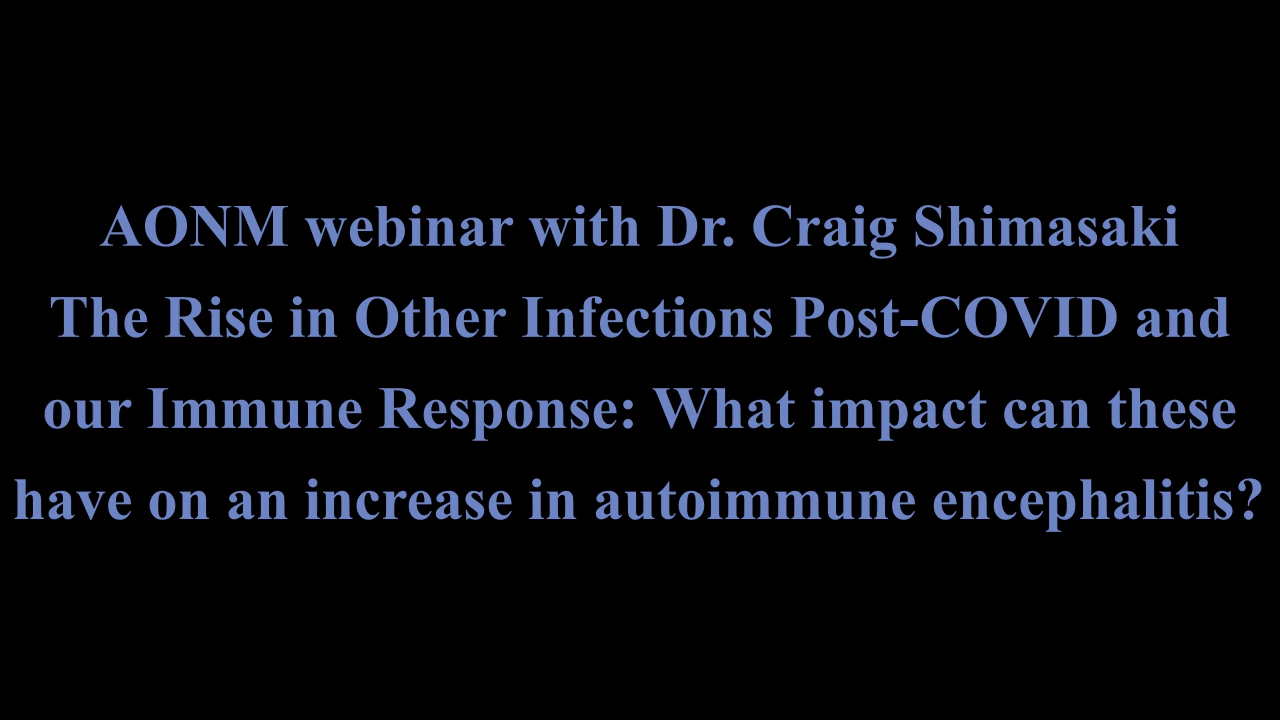 AONM webinar with Dr. Craig Shimasaki
The Rise in Other Infections Post-COVID and
our Immune Response: What impact can these
have on an increase in autoimmune encephalitis?